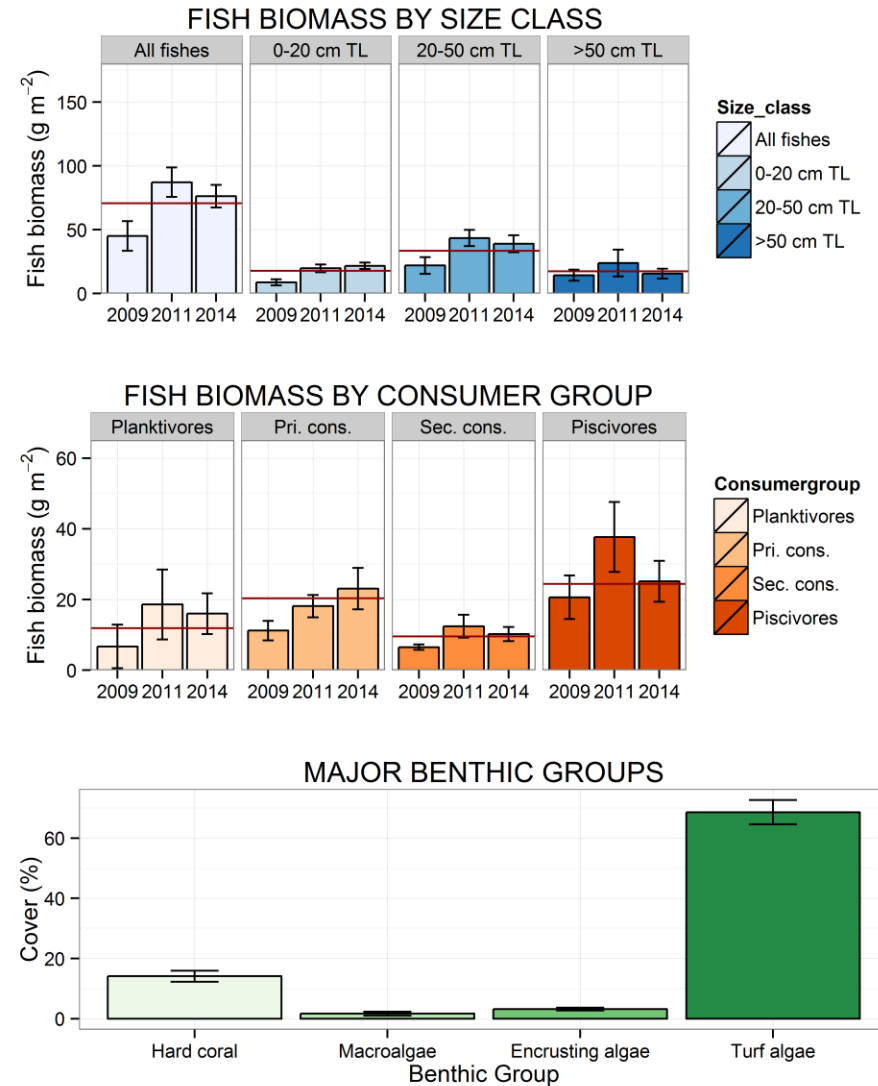 FISH BIOMASS BY SIZE CLASS
All fishes 0-20 cm TL 20-50 cm TL >50 cm TL
Fish biomass (g m⁻²)
150
100
50
0
2009 2011 2014 2009 2011 2014 2009 2011 2014 2009 2011 2014
Size_class
All fishes
0-20 cm TL
20-50 cm TL
>50 cm TL
FISH BIOMASS BY CONSUMER GROUP
Planktivores Pri. cons. Sec. cons. Piscivores
Fish biomass (g m⁻²)
60
40
20
0
2009 2011 2014 2009 2011 2014 2009 2011 2014 2009 2011 2014
Consumergroup
Planktivores
Pri. cons.
Sec. cons.
Piscivores
MAJOR BENTHIC GROUPS
Cover (%)
60
40
20
0
Hard coral Macroalgae Encrusting algae Turf algae
Benthic Group